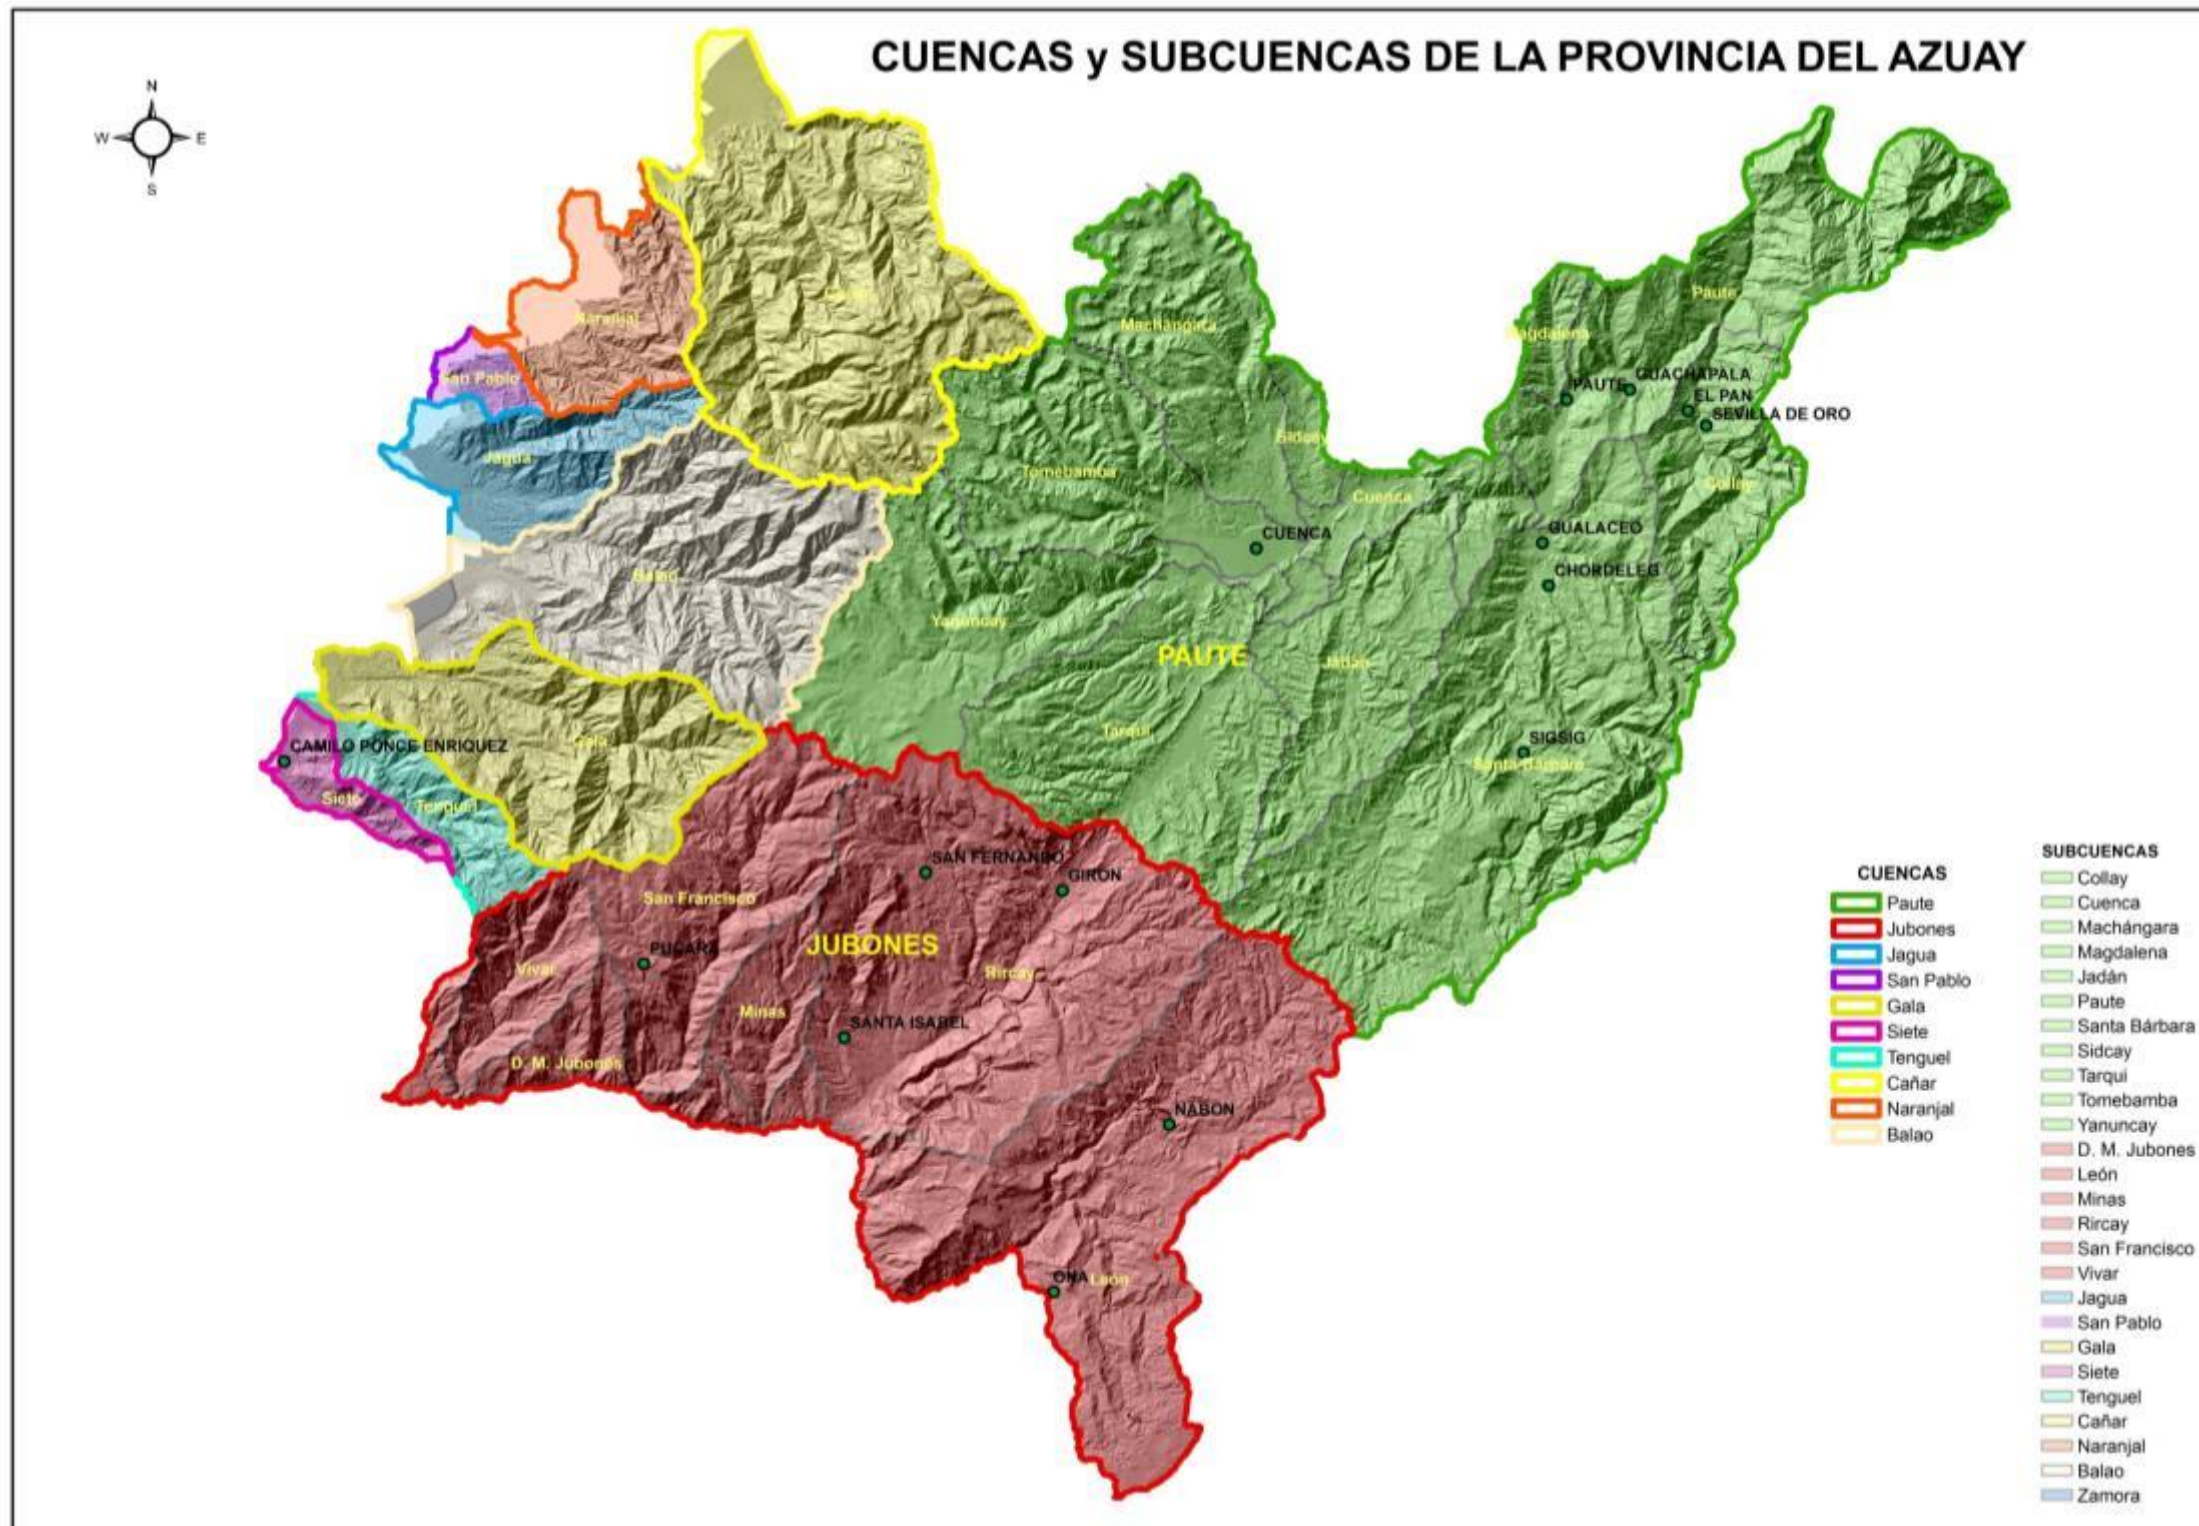 CUENCAS y SUBCUENCAS DE LA PROVINCIA DEL AZUAY
N
W
E
S
Naranjal
San Pablo
Jagua
Balao
Gala
CAMILO PONCE ENRIQUEZ
Siete
Tenguel
Machángara
Tomebamba
Sidcay
Cuenca
CUENCA
Yanuncay
PAUTE
Jadán
Tarqui
Magdalena
Paute
PAUTE
GUACHAPALA
EL PAN
SEVILLA DE ORO
Collay
GUALACEO
CHORDELEG
SIGSIG
Santa Bárbara
SAN FERNANDO
GIRON
San Francisco
PUCARA
JUBONES
Vivar
Rircay
Minas
SANTA ISABEL
D. M. Jubones
NABON
OÑA
León
CUENCAS
Paute
Jubones
Jagua
San Pablo
Gala
Siete
Tenguel
Cañar
Naranjal
Balao
SUBCUENCAS
Collay
Cuenca
Machángara
Magdalena
Jadán
Paute
Santa Bárbara
Sidcay
Tarqui
Tomebamba
Yanuncay
D. M. Jubones
León
Minas
Rircay
San Francisco
Vivar
Jagua
San Pablo
Gala
Siete
Tenguel
Cañar
Naranjal
Balao
Zamora